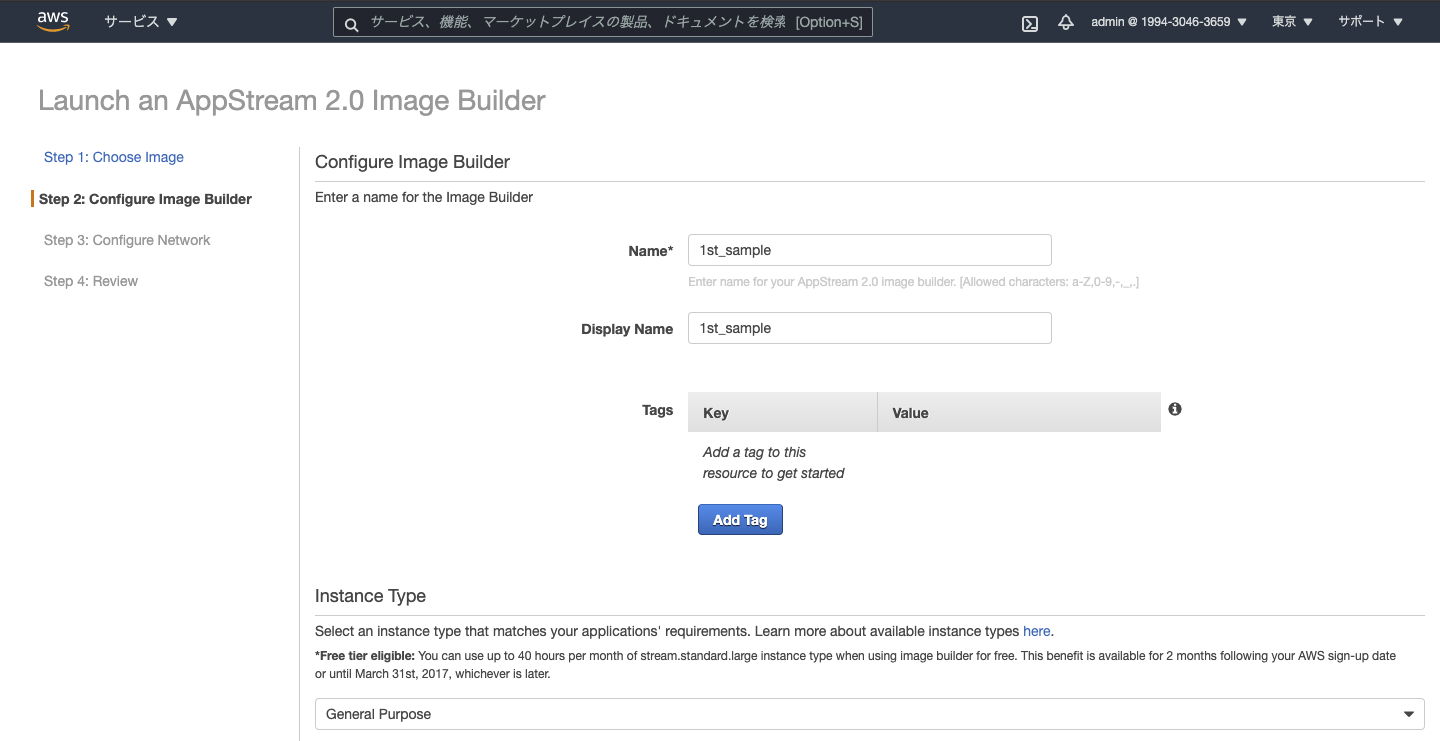 aws サービス サービス、機能、マーケットプレイスの製品、ドキュメントを検索 [Option+S] admin @ 1994-3046-3659 東京 サポート
Launch an AppStream 2.0 Image Builder
Step 1: Choose Image
Step 2: Configure Image Builder
Step 3: Configure Network
Step 4: Review
Configure Image Builder
Enter a name for the Image Builder
Name* 1st_sample
Enter name for your AppStream 2.0 image builder. [Allowed characters: a-Z,0-9,-,_,.]
Display Name 1st_sample
Tags Key Value
Add a tag to this
resource to get started
Add Tag
Instance Type
Select an instance type that matches your applications' requirements. Learn more about available instance types here.
*Free tier eligible: You can use up to 40 hours per month of stream.standard.large instance type when using image builder for free. This benefit is available for 2 months following your AWS sign-up date
or until March 31st, 2017, whichever is later.
General Purpose